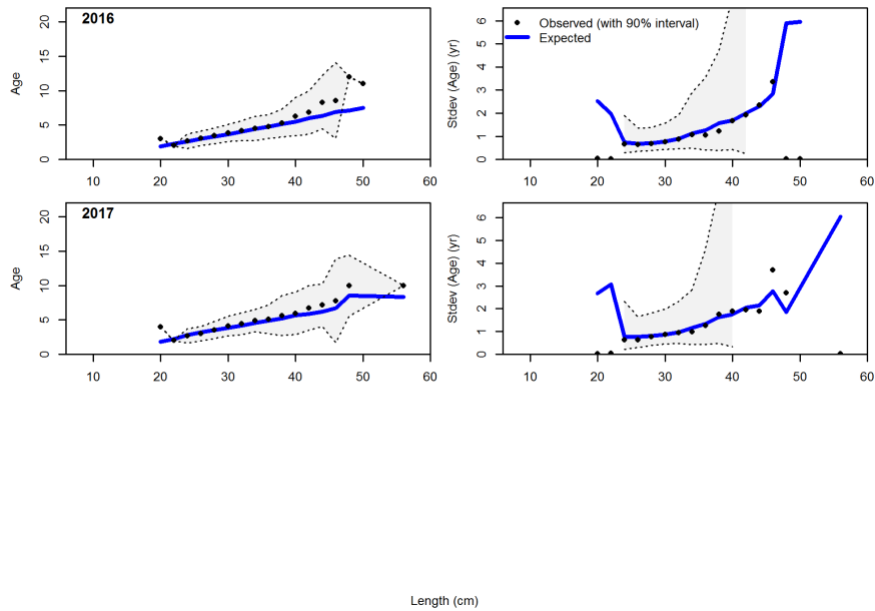 2016
Age
0 5 10 15 20
10 20 30 40 50 60
Stdev (Age) (yr)
0 1 2 3 4 5 6
Observed (with 90% interval)
Expected
10 20 30 40 50 60
2017
Age
0 5 10 15 20
10 20 30 40 50 60
Stdev (Age) (yr)
0 1 2 3 4 5 6
10 20 30 40 50 60
Length (cm)